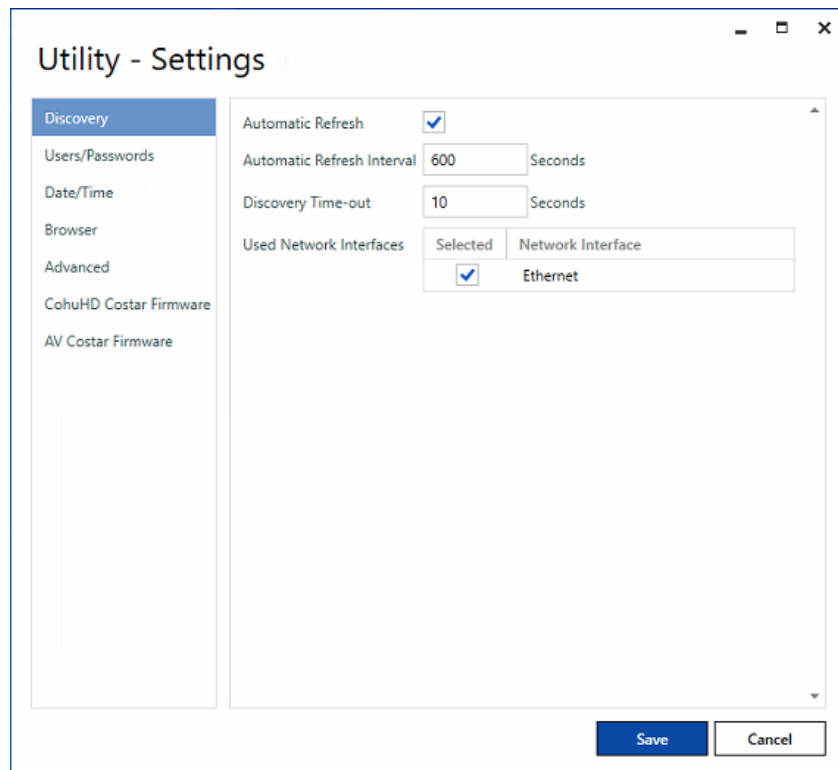 Utility - Settings
Discovery
Users/Passwords
Date/Time
Browser
Advanced
CohuHD Costar Firmware
AV Costar Firmware
Automatic Refresh
Automatic Refresh Interval 600 Seconds
Discovery Time-out 10 Seconds
Used Network Interfaces Selected Network Interface
Ethernet
Save Cancel